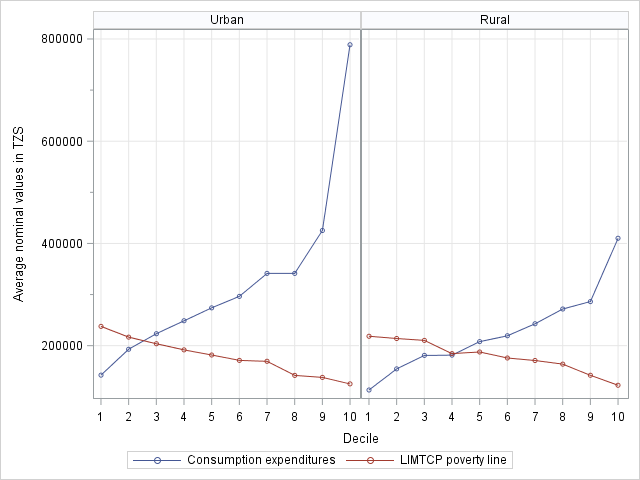 Urban Rural
800000
600000
400000
200000
Average nominal values in TZS
1 2 3 4 5 6 7 8 9 10 1 2 3 4 5 6 7 8 9 10
Decile
Consumption expenditures LIMTCP poverty line